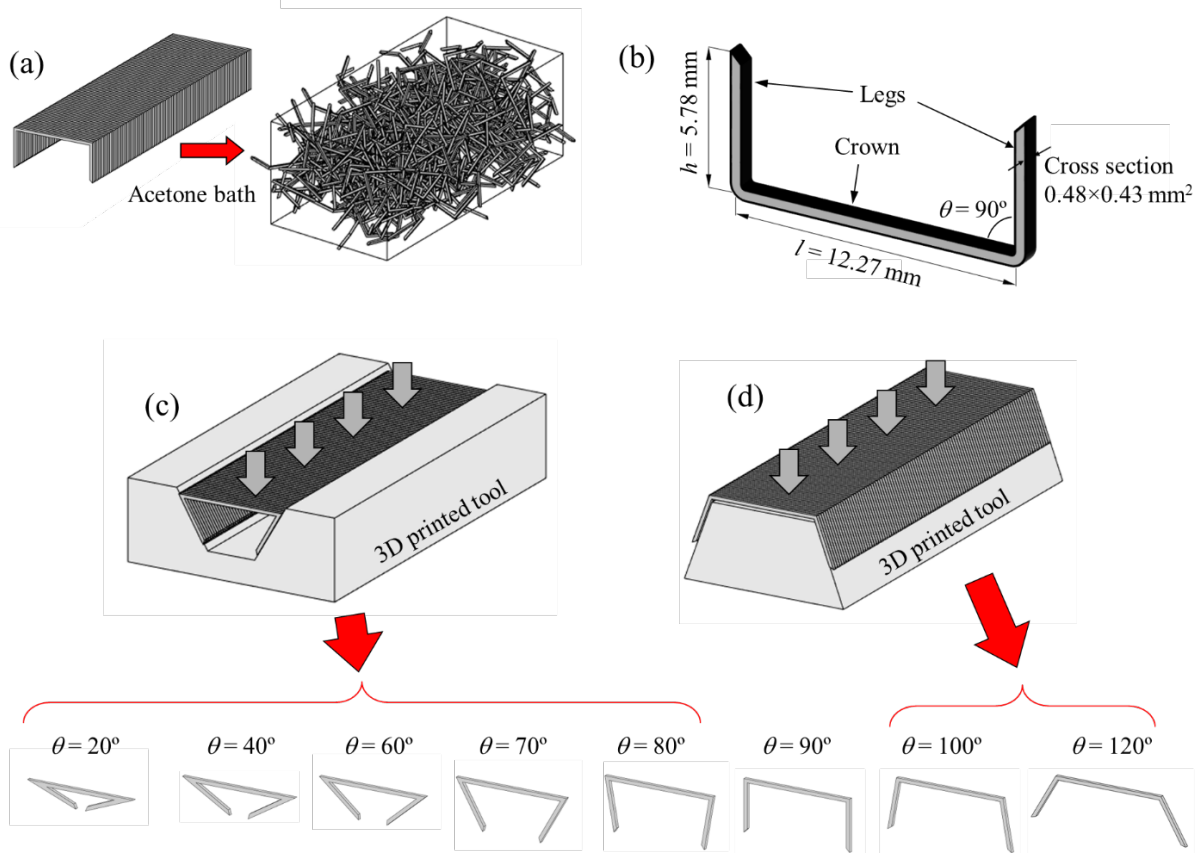 (a)
Acetone bath
(b)
h = 5.78 mm
Legs
Crown
Cross section
0.48×0.43 mm²
θ = 90º
l = 12.27 mm
(c)
3D printed tool
(d)
3D printed tool
θ = 20º
θ = 40º
θ = 60º
θ = 70º
θ = 80º
θ = 90º
θ = 100º
θ = 120º